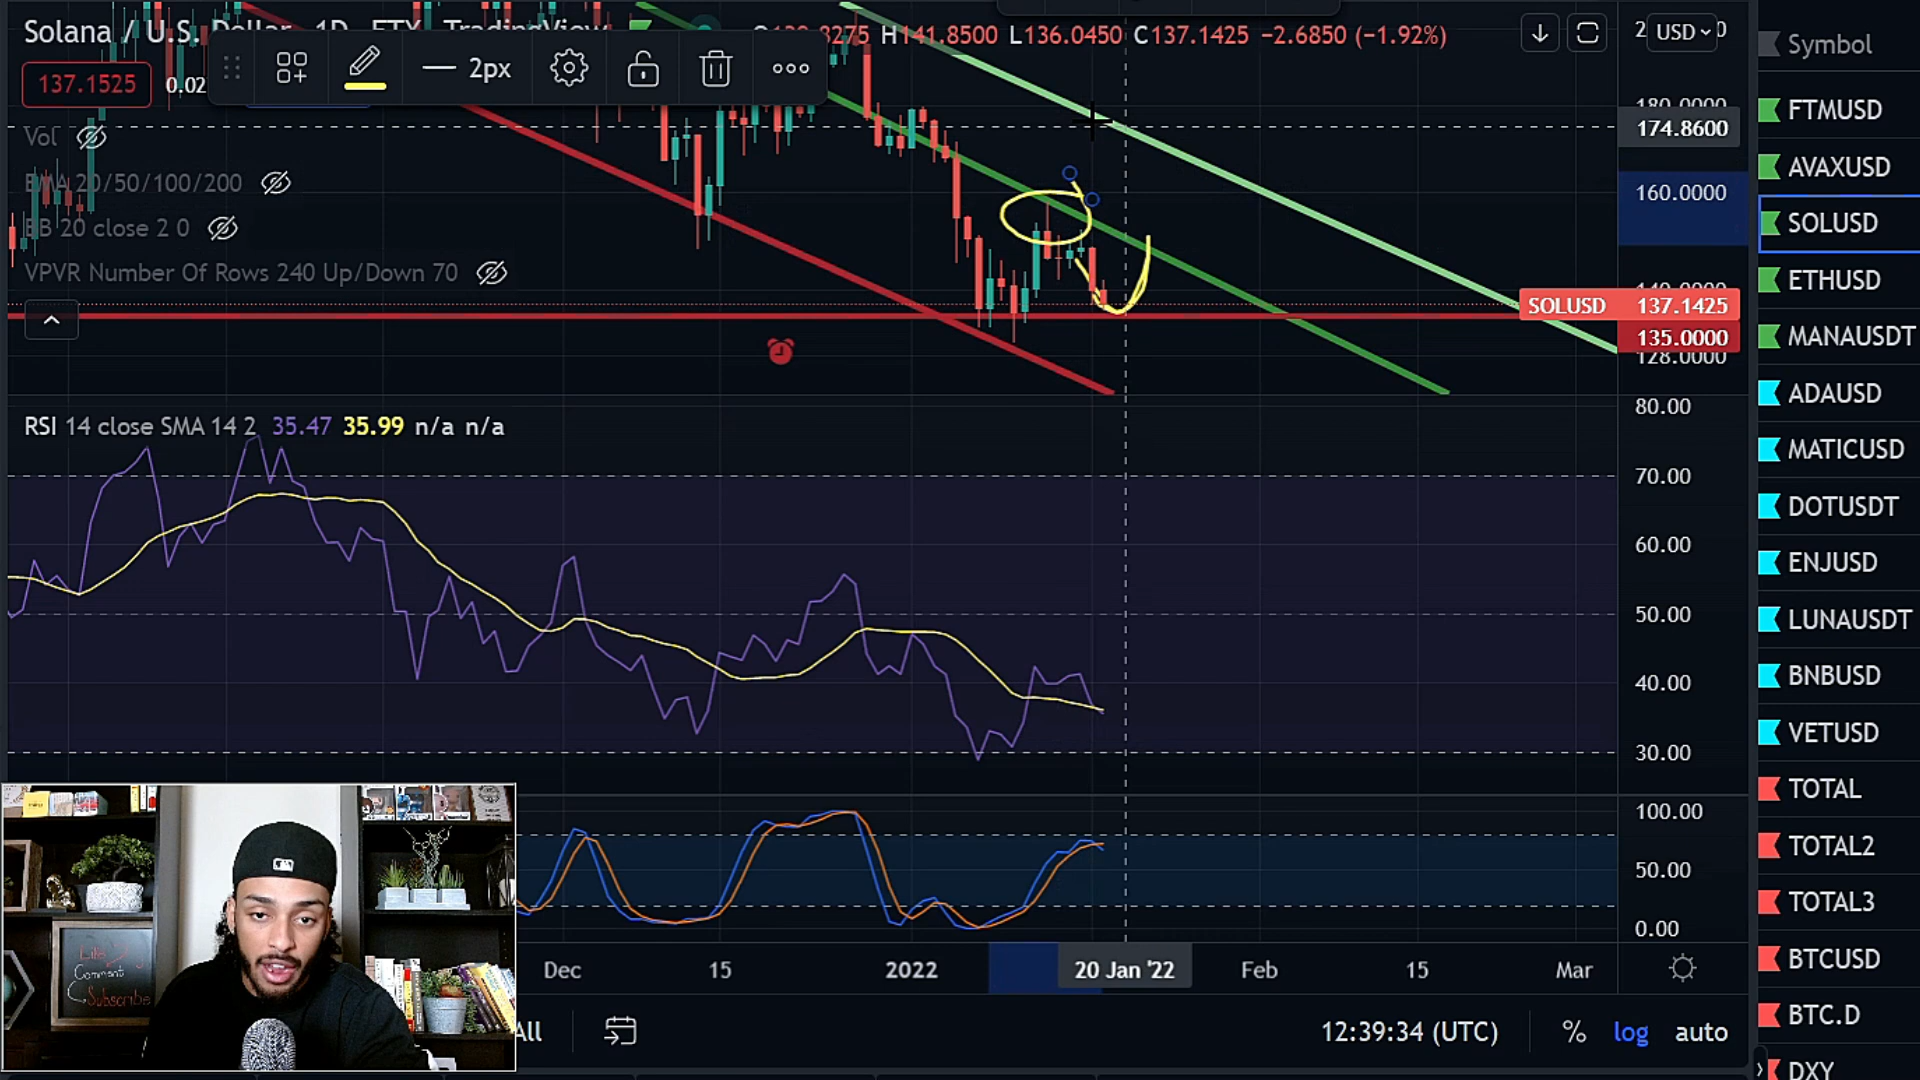 Solana / U.S. Dollar 1D FTX TradingView
H141.8500 L136.0450 C137.1425 −2.6850 (−1.92%)
USD
137.1525
0.02
2px
Symbol
FTMUSD
AVAXUSD
SOLUSD
ETHUSD
MANAUSDT
ADAUSD
MATICUSD
DOTUSDT
ENJUSD
LUNAUSDT
BNBUSD
VETUSD
TOTAL
TOTAL2
TOTAL3
BTCUSD
BTC.D
DXY
Vol
EMA 20/50/100/200
BB 20 close 2 0
VPVR Number Of Rows 240 Up/Down 70
180.0000
174.8600
160.0000
140.0000
SOLUSD 137.1425
135.0000
128.0000
RSI 14 close SMA 14 2 35.47 35.99 n/a n/a
80.00
70.00
60.00
50.00
40.00
30.00
100.00
50.00
0.00
Like
Comment
Subscribe
Dec 15 2022 20 Jan '22 Feb 15 Mar
All
12:39:34 (UTC) % log auto